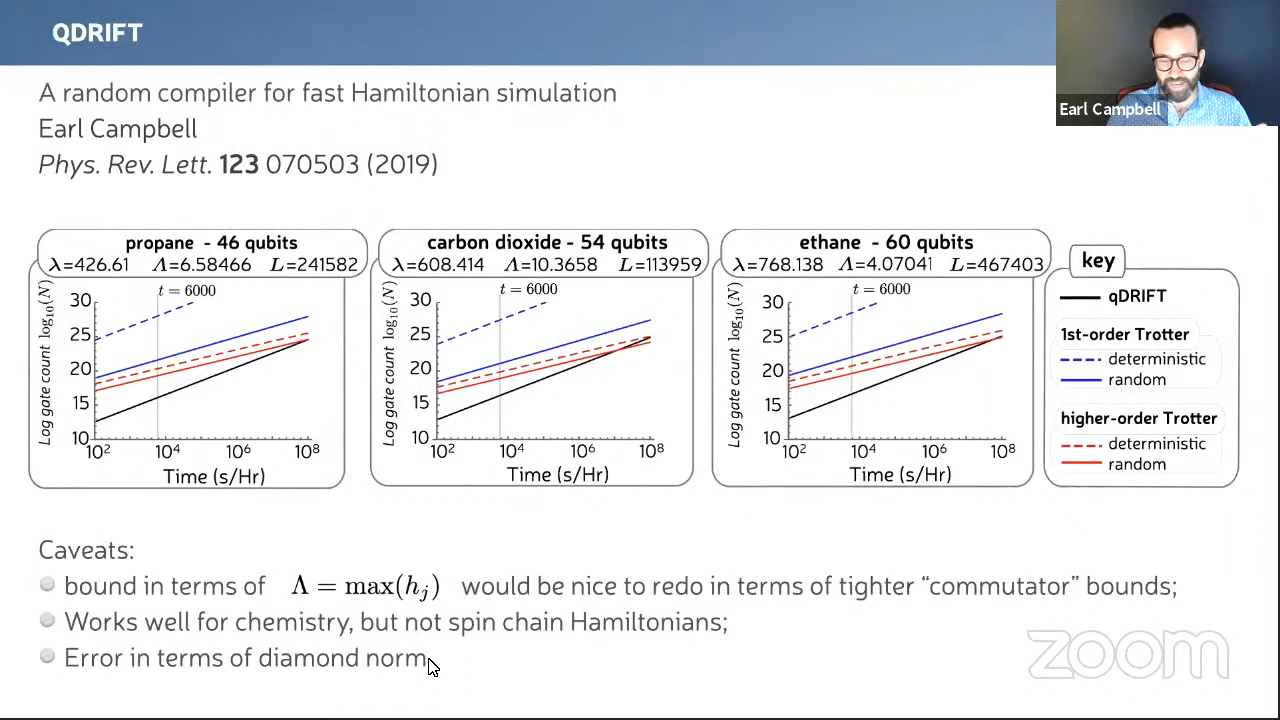 QDRIFT
Earl Campbell
A random compiler for fast Hamiltonian simulation
Earl Campbell
Phys. Rev. Lett. 123 070503 (2019)
propane - 46 qubits
λ=426.61 Λ=6.58466 L=241582
t = 6000
Log gate count log₁₀(N)
30
25
20
15
10
10² 10⁴ 10⁶ 10⁸
Time (s/Hr)
carbon dioxide - 54 qubits
λ=608.414 Λ=10.3658 L=113959
t = 6000
Log gate count log₁₀(N)
30
25
20
15
10
10² 10⁴ 10⁶ 10⁸
Time (s/Hr)
ethane - 60 qubits
λ=768.138 Λ=4.07041 L=467403
t = 6000
Log gate count log₁₀(N)
30
25
20
15
10
10² 10⁴ 10⁶ 10⁸
Time (s/Hr)
key
qDRIFT
1st-order Trotter
deterministic
random
higher-order Trotter
deterministic
random
Caveats:
bound in terms of Λ = max(hⱼ) would be nice to redo in terms of tighter “commutator” bounds;
Works well for chemistry, but not spin chain Hamiltonians;
Error in terms of diamond norm
zoom